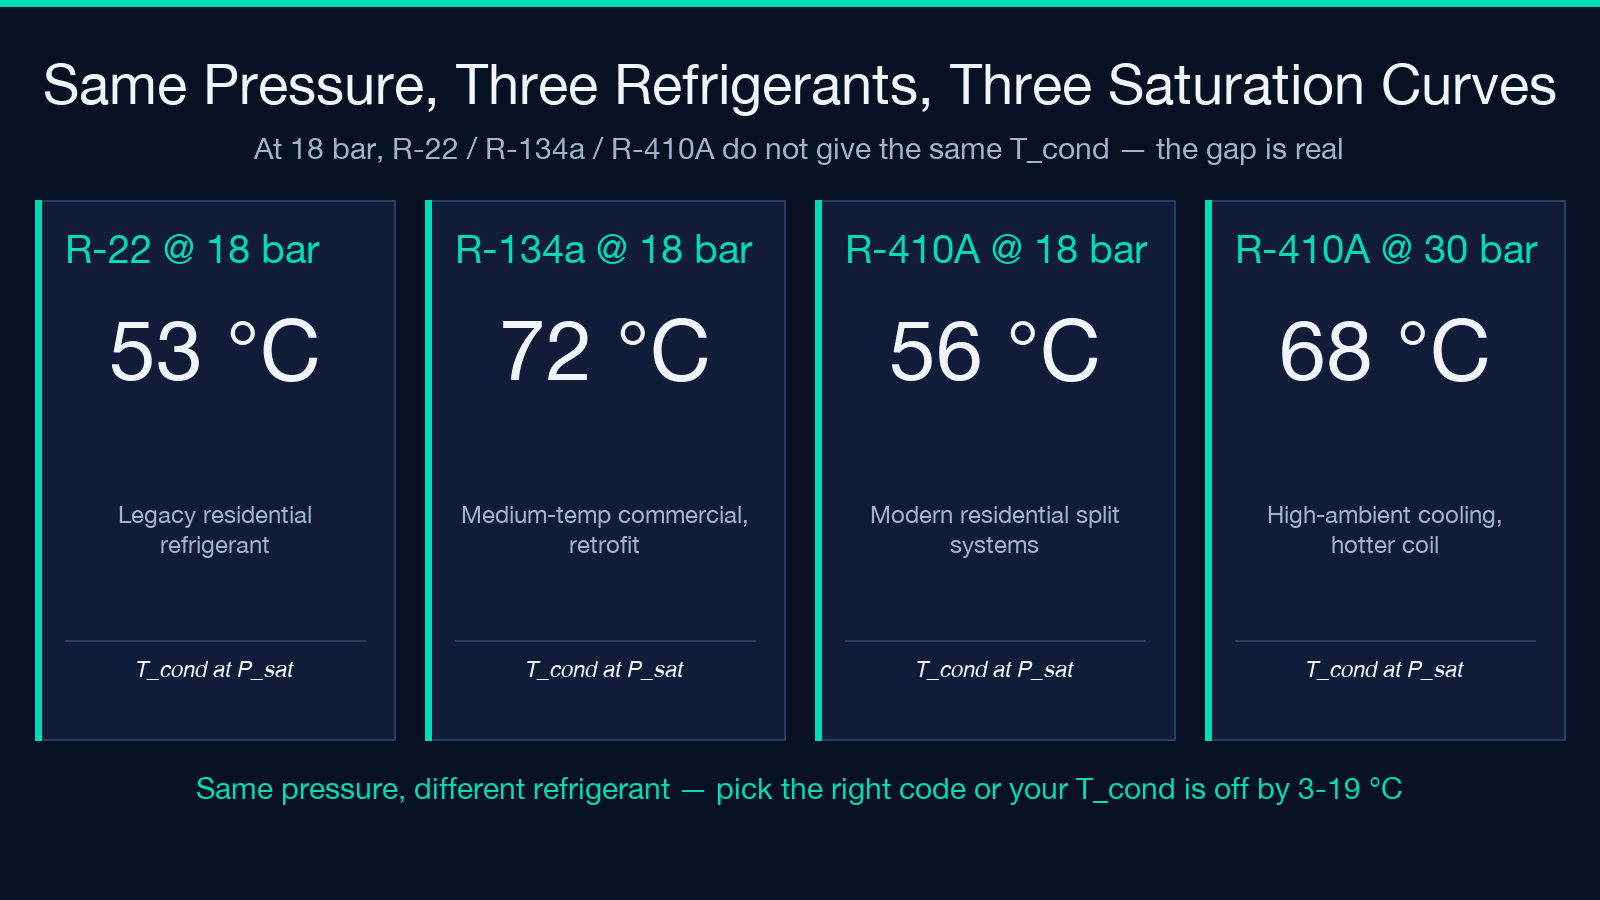 Same Pressure, Three Refrigerants, Three Saturation Curves
At 18 bar, R-22 / R-134a / R-410A do not give the same T_cond — the gap is real
R-22 @ 18 bar
53 °C
Legacy residential
refrigerant
T_cond at P_sat
R-134a @ 18 bar
72 °C
Medium-temp commercial,
retrofit
T_cond at P_sat
R-410A @ 18 bar
56 °C
Modern residential split
systems
T_cond at P_sat
R-410A @ 30 bar
68 °C
High-ambient cooling,
hotter coil
T_cond at P_sat
Same pressure, different refrigerant — pick the right code or your T_cond is off by 3-19 °C